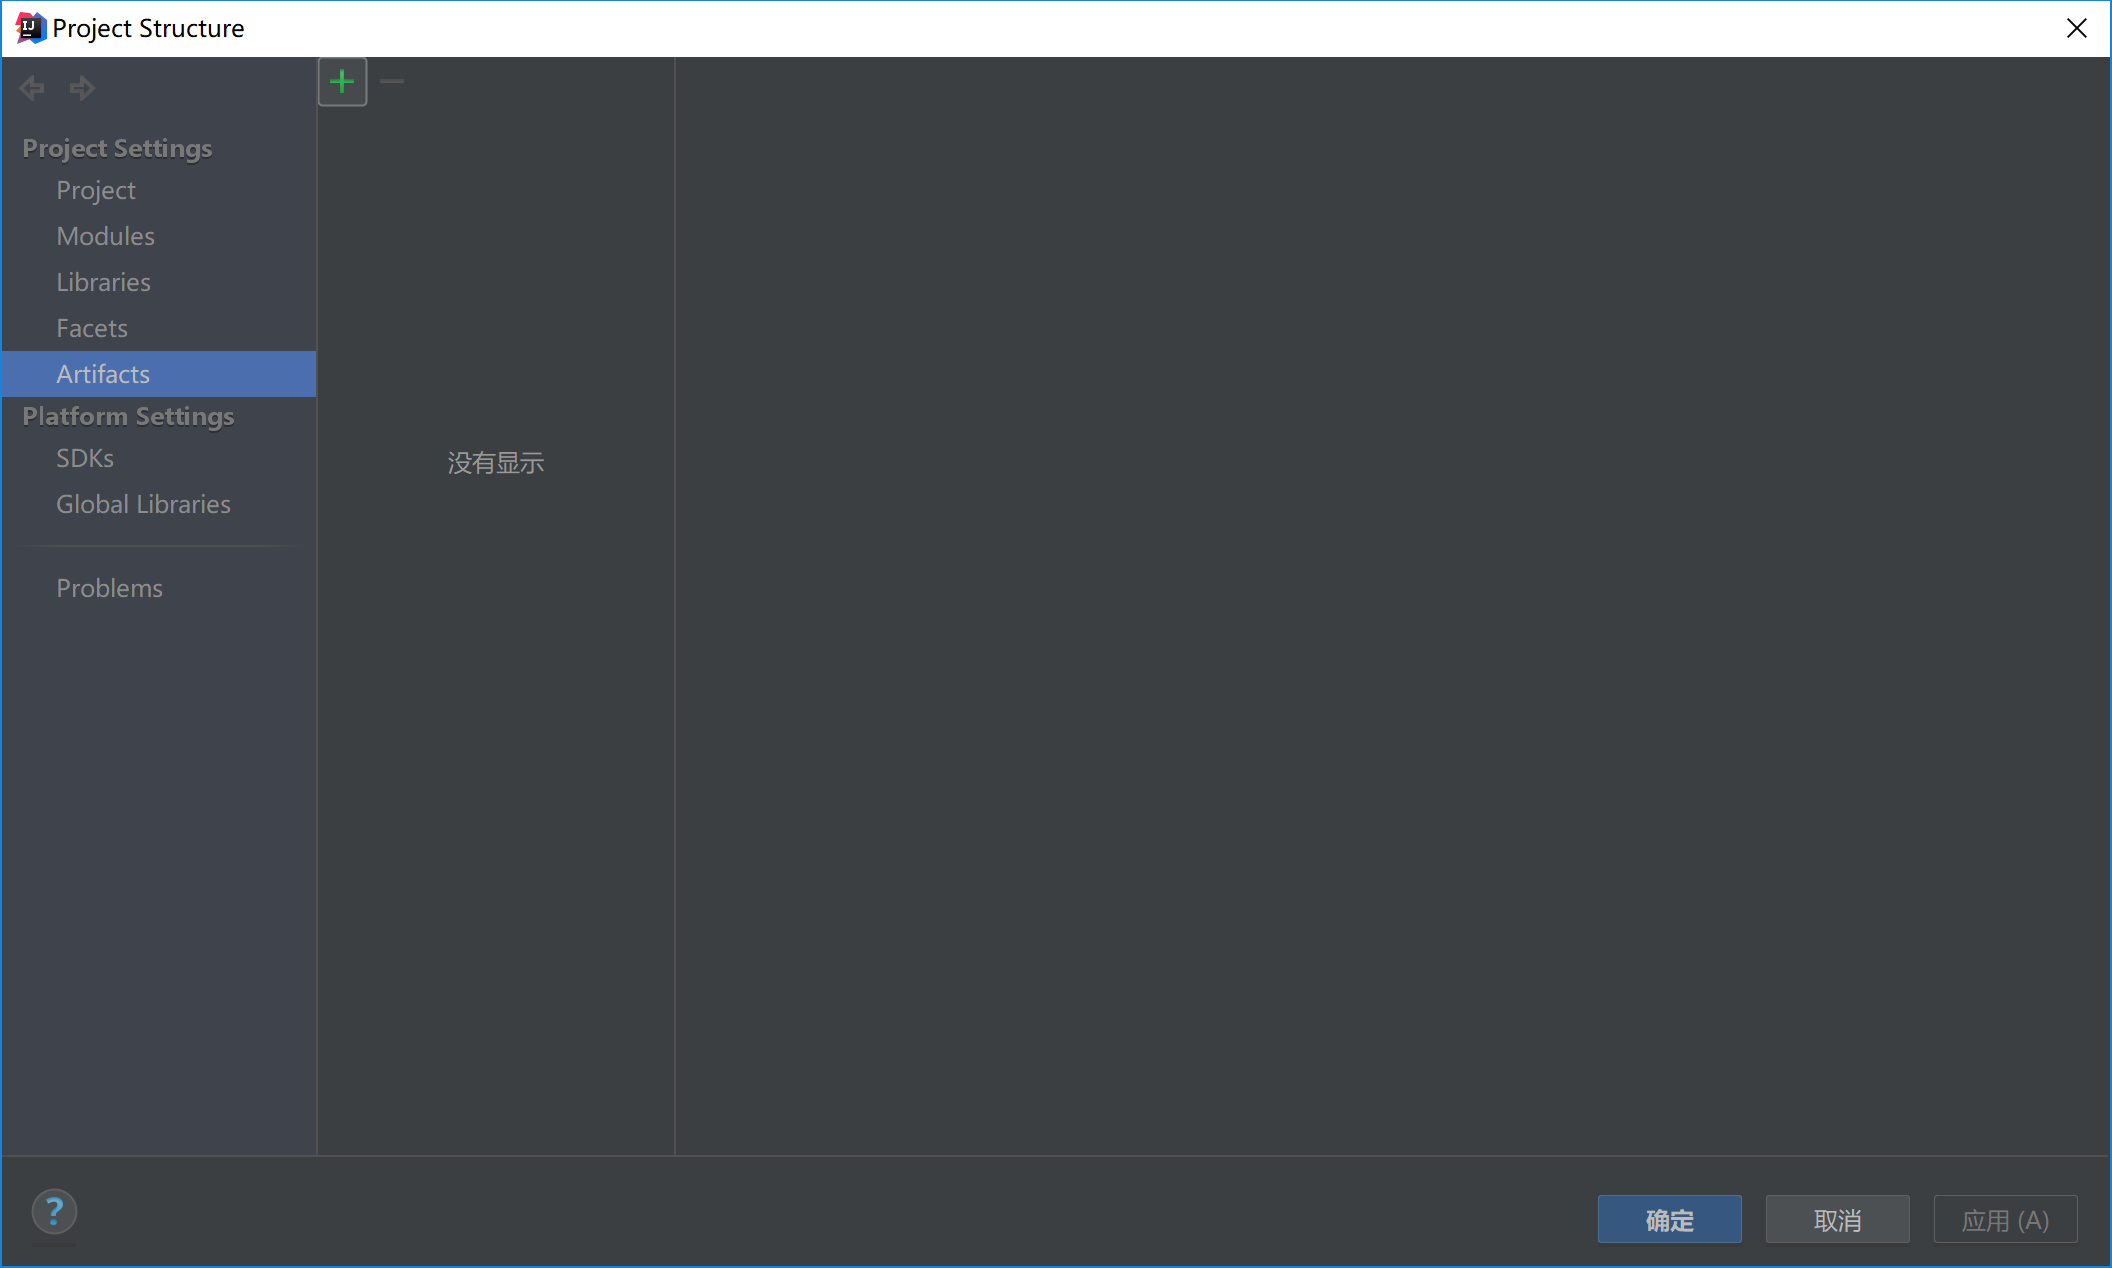 Project Structure
Project Settings
Project
Modules
Libraries
Facets
Artifacts
Platform Settings
SDKs
Global Libraries
Problems
没有显示
?
确定
取消
应用 (A)